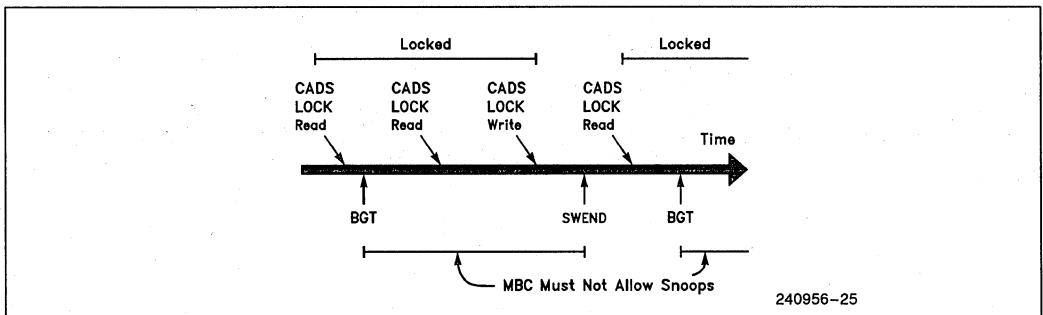 Locked Locked
CADS CADS CADS CADS
LOCK LOCK LOCK LOCK
Read Read Write Read
Time
BGT SWEND BGT
MBC Must Not Allow Snoops
240956-25